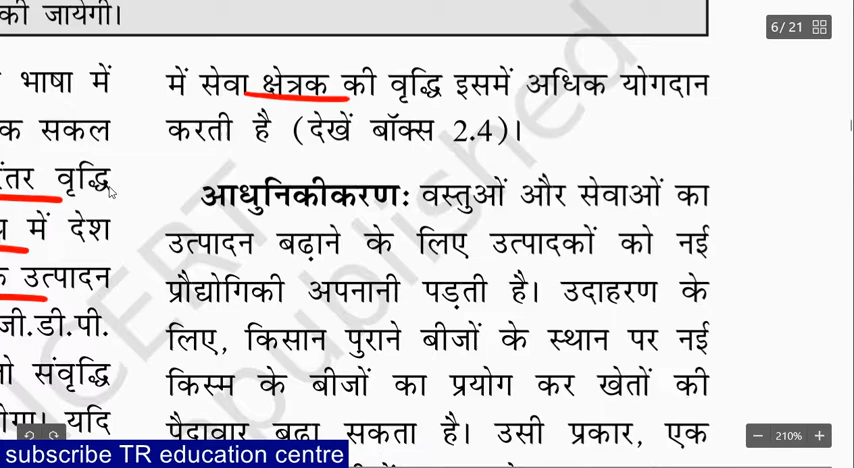 की जायेगी।
भाषा में
क सकल
वृद्धि
में देश
उत्पादन
जी.डी.पी.
संवृद्धि
यदि
में सेवा क्षेत्रक की वृद्धि इसमें अधिक योगदान
करती है (देखें बॉक्स 2.4)।
आधुनिकीकरण: वस्तुओं और सेवाओं का
उत्पादन बढ़ाने के लिए उत्पादकों को नई
प्रौद्योगिकी अपनानी पड़ती है। उदाहरण के
लिए, किसान पुराने बीजों के स्थान पर नई
किस्म के बीजों का प्रयोग कर खेतों की
पैदावार बढ़ा सकता है। उसी प्रकार, एक
6 / 21
210%
subscribe TR education centre
NCERT
republished